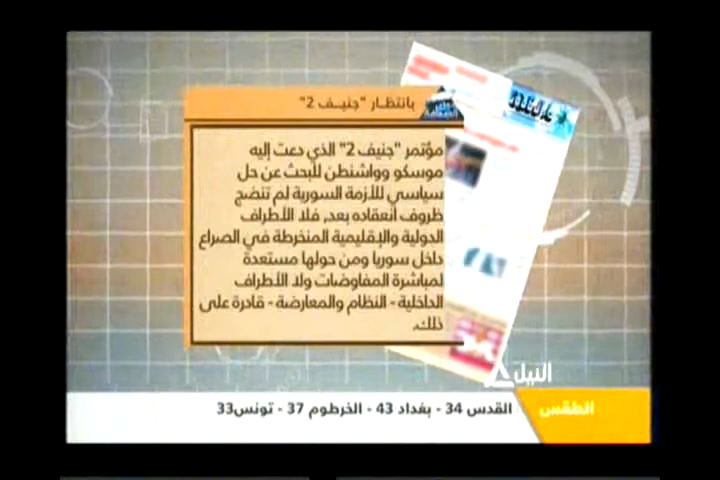 بانتظار "جنيف 2"
مؤتمر "جنيف 2" الذي دعت إليه
موسكو وواشنطن للبحث عن حل
سياسي للأزمة السورية لم تنضج
ظروف انعقاده بعد، فلا الأطراف
الدولية والإقليمية المنخرطة في الصراع
داخل سوريا ومن حولها مستعدة
لمباشرة المفاوضات ولا الأطراف
الداخلية - النظام والمعارضة - قادرة على
ذلك.
النيل
الطقس
القدس 34 - بغداد 43 - الخرطوم 37 - تونس33